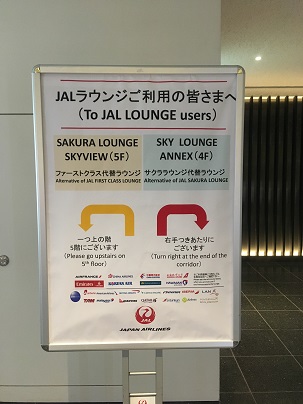 JALラウンジご利用の皆さまへ
(To JAL LOUNGE users)
SAKURA LOUNGE
SKYVIEW (5F)
ファーストクラス代替ラウンジ
Alternative of JAL FIRST CLASS LOUNGE
一つ上の階
5階にございます
(Please go upstairs on
5th floor)
SKY LOUNGE
ANNEX (4F)
サクララウンジ代替ラウンジ
Alternative of JAL SAKURA LOUNGE
右手つきあたりに
ございます
(Turn right at the end of the
corridor)
AIRFRANCE
Emirates
JAL
JAPAN AIRLINES